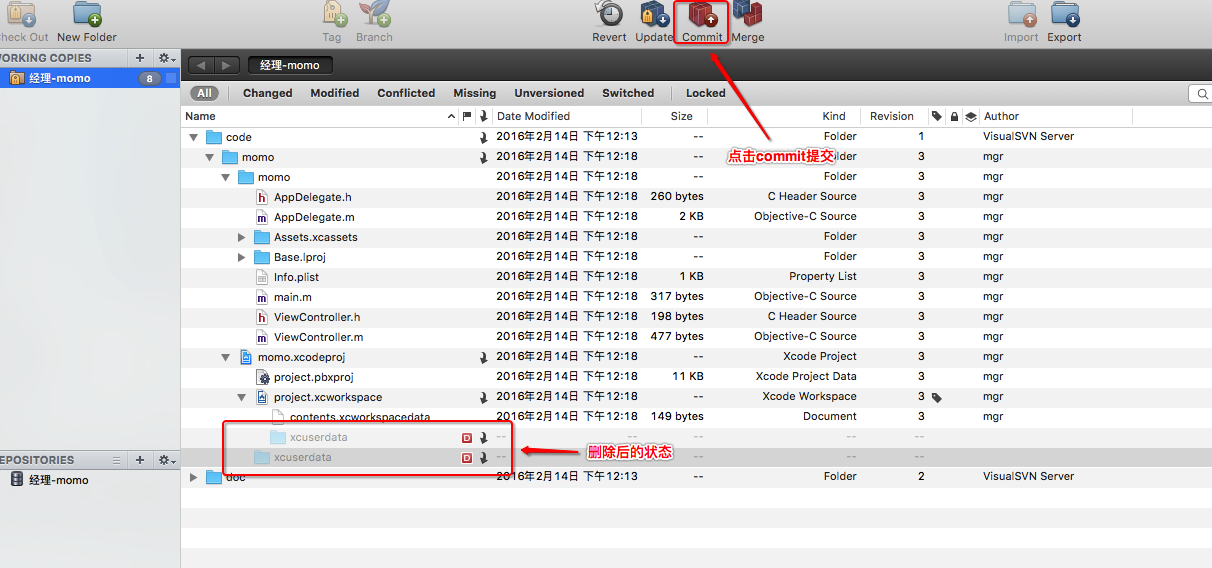 heck Out New Folder Tag Branch Revert Update Commit Merge Import Export
ORKING COPIES
经理-momo 8
经理-momo
All Changed Modified Conflicted Missing Unversioned Switched Locked
Name Date Modified Size Kind Revision Author
code 2016年2月14日 下午12:13 -- Folder 1 VisualSVN Server
momo 2016年2月14日 下午12:18 -- lder 3 mgr
点击commit提交
momo 2016年2月14日 下午12:18 -- Folder 3 mgr
h AppDelegate.h 2016年2月14日 下午12:18 260 bytes C Header Source 3 mgr
m AppDelegate.m 2016年2月14日 下午12:18 2 KB Objective-C Source 3 mgr
Assets.xcassets 2016年2月14日 下午12:18 -- Folder 3 mgr
Base.lproj 2016年2月14日 下午12:18 -- Folder 3 mgr
Info.plist 2016年2月14日 下午12:18 1 KB Property List 3 mgr
m main.m 2016年2月14日 下午12:18 317 bytes Objective-C Source 3 mgr
h ViewController.h 2016年2月14日 下午12:18 198 bytes C Header Source 3 mgr
m ViewController.m 2016年2月14日 下午12:18 477 bytes Objective-C Source 3 mgr
momo.xcodeproj 2016年2月14日 下午12:18 -- Xcode Project 3 mgr
project.pbxproj 2016年2月14日 下午12:18 11 KB Xcode Project Data 3 mgr
project.xcworkspace 2016年2月14日 下午12:18 -- Xcode Workspace 3 mgr
contents.xcworkspacedata 2016年2月14日 下午12:18 149 bytes Document 3 mgr
xcuserdata D -- -- -- --
xcuserdata D -- -- -- --
删除后的状态
doc 2016年2月14日 下午12:13 -- Folder 2 VisualSVN Server
EPOSITORIES
经理-momo